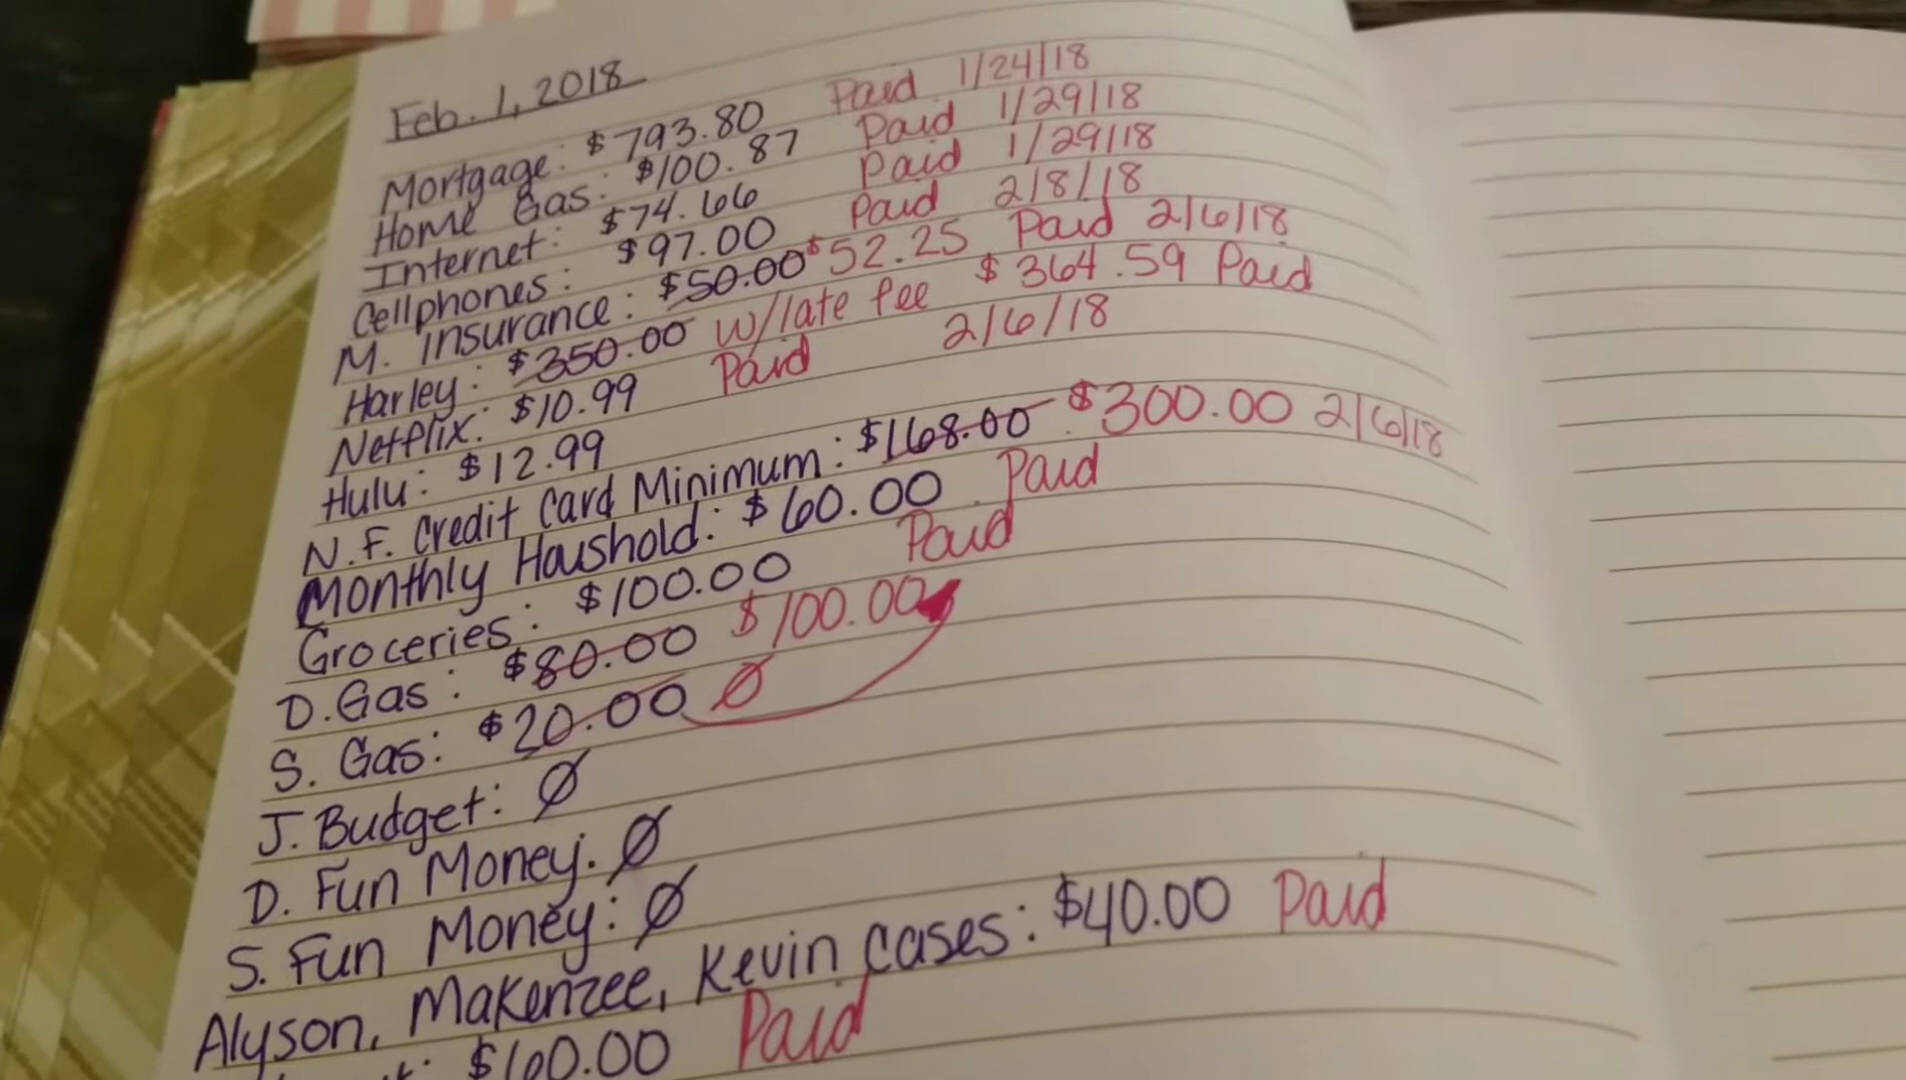 Feb. 1, 2018
Mortgage: $793.80 Paid 1/24/18
Home Gas: $100.87 Paid 1/29/18
Internet: $74.66 Paid 1/29/18
Cellphones: $97.00 Paid 2/8/18
M. Insurance: $50.00 $52.25 Paid 2/6/18
Harley: $350.00 w/late fee $364.59 Paid
Netflix: $10.99 Paid 2/6/18
Hulu: $12.99
N.F. Credit Card Minimum: $168.00 $300.00 2/6/18
Monthly Haushold: $60.00 Paid
Groceries: $100.00 Paid
D. Gas: $80.00 $100.00
S. Gas: $20.00 Ø
J. Budget: Ø
D. Fun Money: Ø
S. Fun Money: Ø
Alyson, Makenzee, Kevin cases: $40.00 Paid
$60.00 Paid